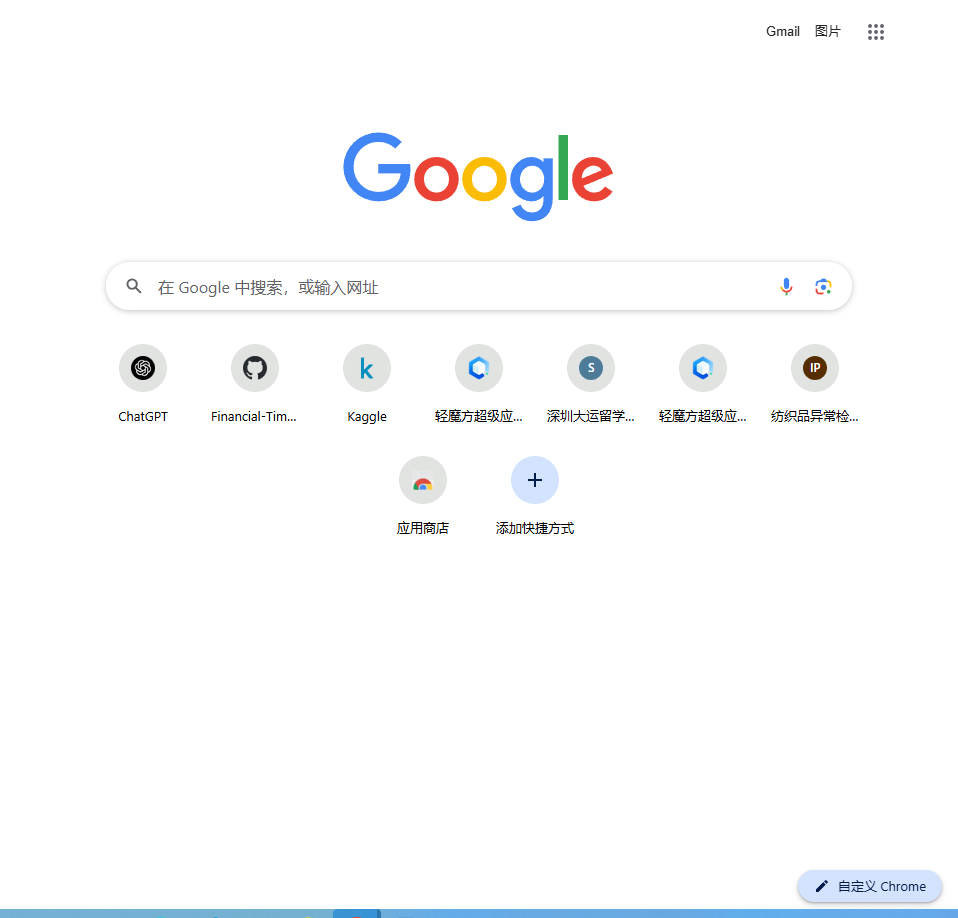 Gmail 图片
Google
在 Google 中搜索，或输入网址
ChatGPT Financial-Tim... Kaggle 轻魔方超级应... 深圳大运留学... 轻魔方超级应... 纺织品异常检...
k S IP
应用商店 添加快捷方式
自定义 Chrome